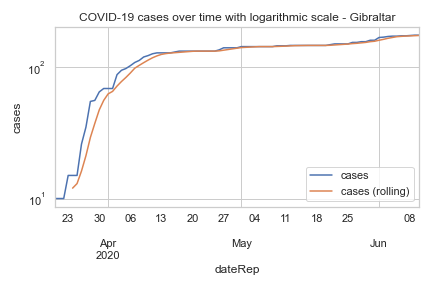 COVID-19 cases over time with logarithmic scale - Gibraltar
cases
10²
10¹
cases
cases (rolling)
23 30 06 13 20 27 04 11 18 25 08
Apr May Jun
2020
dateRep